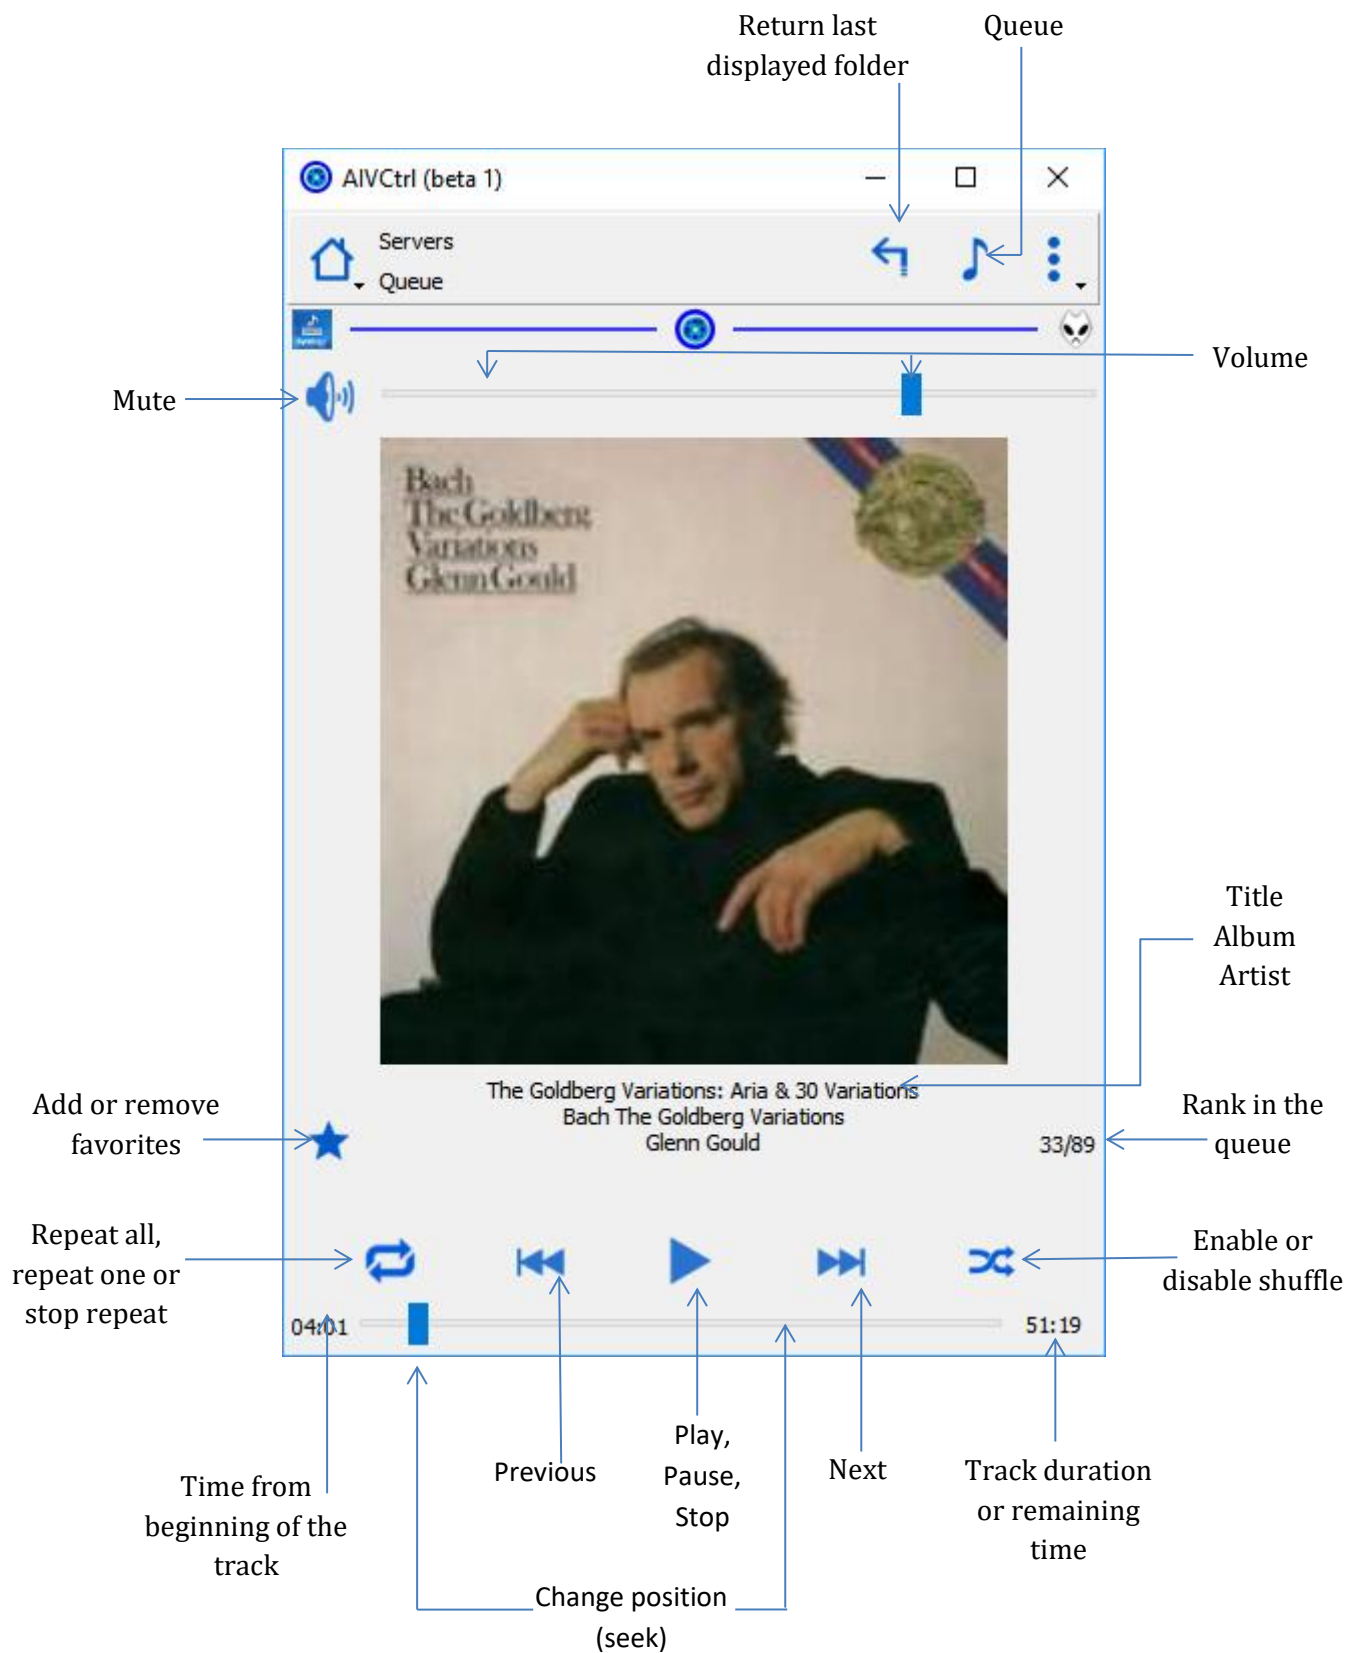 Return last
displayed folder
Queue
AIVCtrl (beta 1)
Servers
Queue
Volume
Mute
Bach
The Goldberg
Variations
Glenn Gould
Title
Album
Artist
The Goldberg Variations: Aria & 30 Variations
Bach The Goldberg Variations
Glenn Gould
Add or remove
favorites
33/89
Rank in the
queue
Repeat all,
repeat one or
stop repeat
Enable or
disable shuffle
04:01
51:19
Previous
Play,
Pause,
Stop
Next
Track duration
or remaining
time
Time from
beginning of the
track
Change position
(seek)